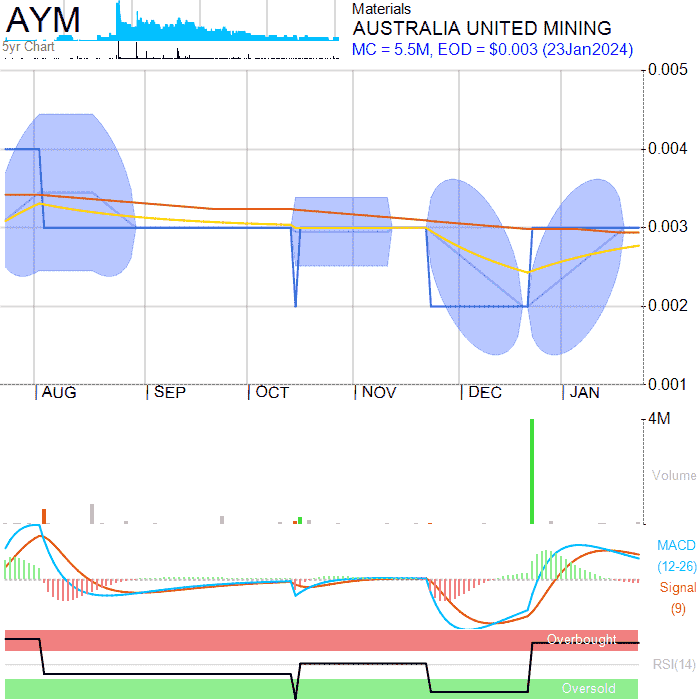 AYM
5yr Chart
Materials
AUSTRALIA UNITED MINING
MC = 5.5M, EOD = $0.003 (23Jan2024)
0.005
0.004
0.003
0.002
0.001
AUG SEP OCT NOV DEC JAN
4M
Volume
MACD
(12-26)
Signal
(9)
Overbought
RSI(14)
Oversold